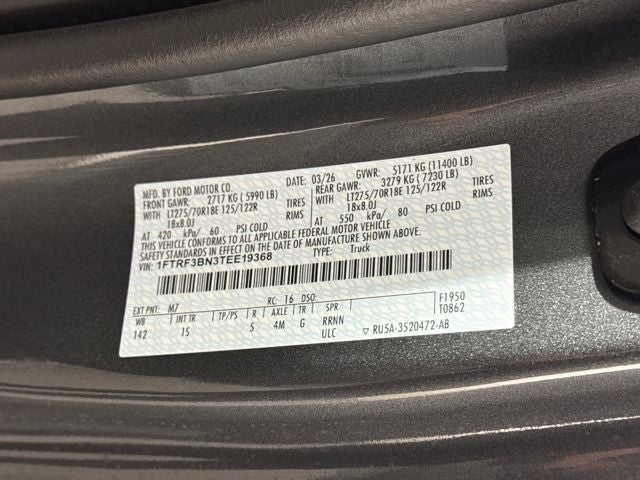 MFD. BY FORD MOTOR CO.
DATE: 03/26 GVWR: 5171 KG (11400 LB)
FRONT GAWR: 2717 KG ( 5990 LB) REAR GAWR: 3279 KG ( 7230 LB)
WITH LT275/70R18E 125/122R TIRES WITH LT275/70R18E 125/122R TIRES
18x8.0J RIMS 18x8.0J RIMS
AT 420 kPa/ 60 PSI COLD AT 550 kPa/ 80 PSI COLD
THIS VEHICLE CONFORMS TO ALL APPLICABLE FEDERAL MOTOR VEHICLE
SAFETY STANDARDS IN EFFECT ON THE DATE OF MANUFACTURE SHOWN ABOVE.
VIN: 1FTRF3BN3TEE19368 TYPE: Truck
EXT PNT: M7 RC: 16 DSO: F1950
WB INT TR TP/PS R AXLE TR SPR T0862
142 1S 5 4M G RRNN
ULC ▽ RU5A-3520472-AB